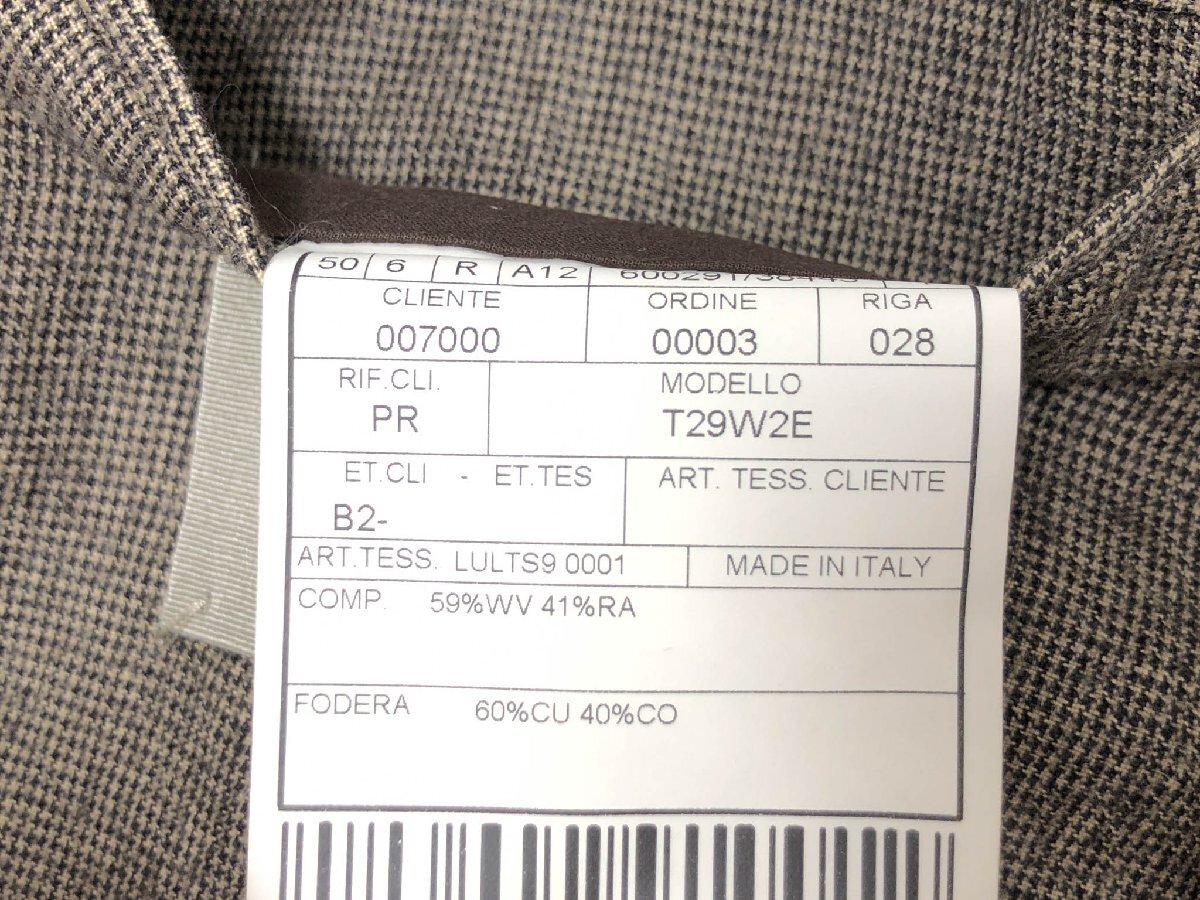 50 6 R A12
CLIENTE ORDINE RIGA
007000 00003 028
RIF.CLI. MODELLO
PR T29W2E
ET.CLI - ET.TES ART. TESS. CLIENTE
B2-
ART.TESS. LULTS9 0001 MADE IN ITALY
COMP. 59%WV 41%RA
FODERA 60%CU 40%CO